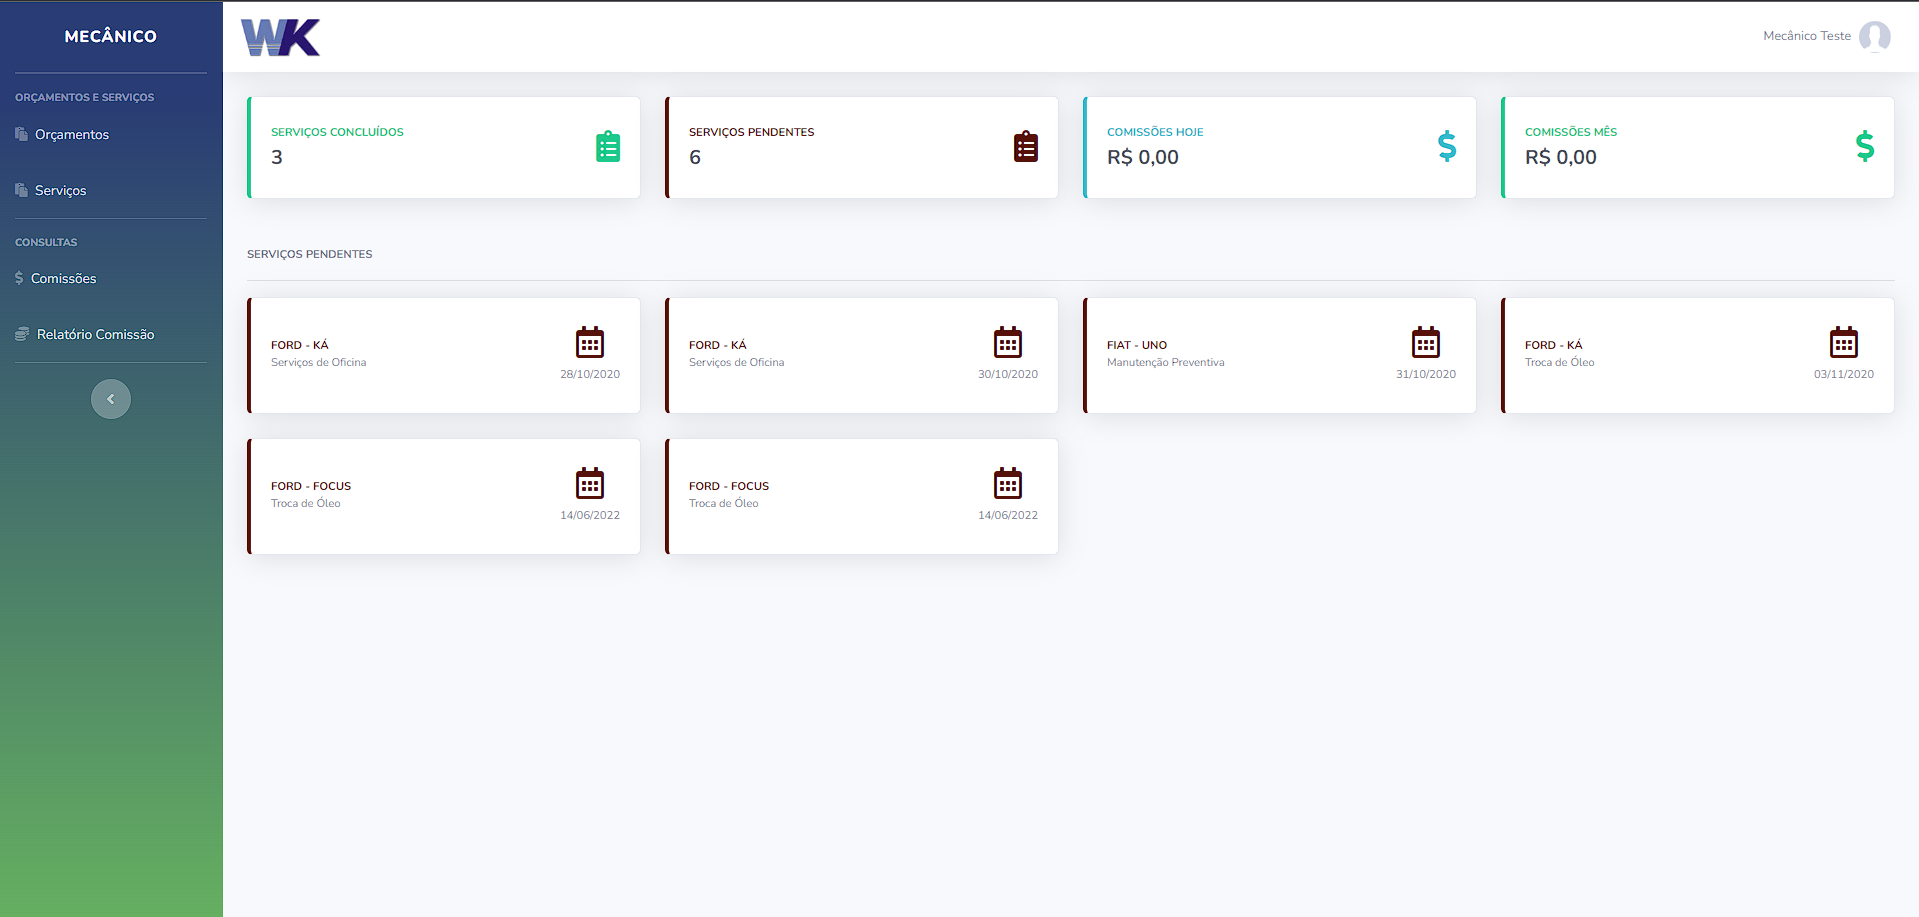 MECÂNICO
ORÇAMENTOS E SERVIÇOS
Orçamentos
Serviços
CONSULTAS
Comissões
Relatório Comissão
WK
Mecânico Teste
SERVIÇOS CONCLUÍDOS
3
SERVIÇOS PENDENTES
6
COMISSÕES HOJE
R$ 0,00
COMISSÕES MÊS
R$ 0,00
SERVIÇOS PENDENTES
FORD - KÁ
Serviços de Oficina
28/10/2020
FORD - KÁ
Serviços de Oficina
30/10/2020
FIAT - UNO
Manutenção Preventiva
31/10/2020
FORD - KÁ
Troca de Óleo
03/11/2020
FORD - FOCUS
Troca de Óleo
14/06/2022
FORD - FOCUS
Troca de Óleo
14/06/2022